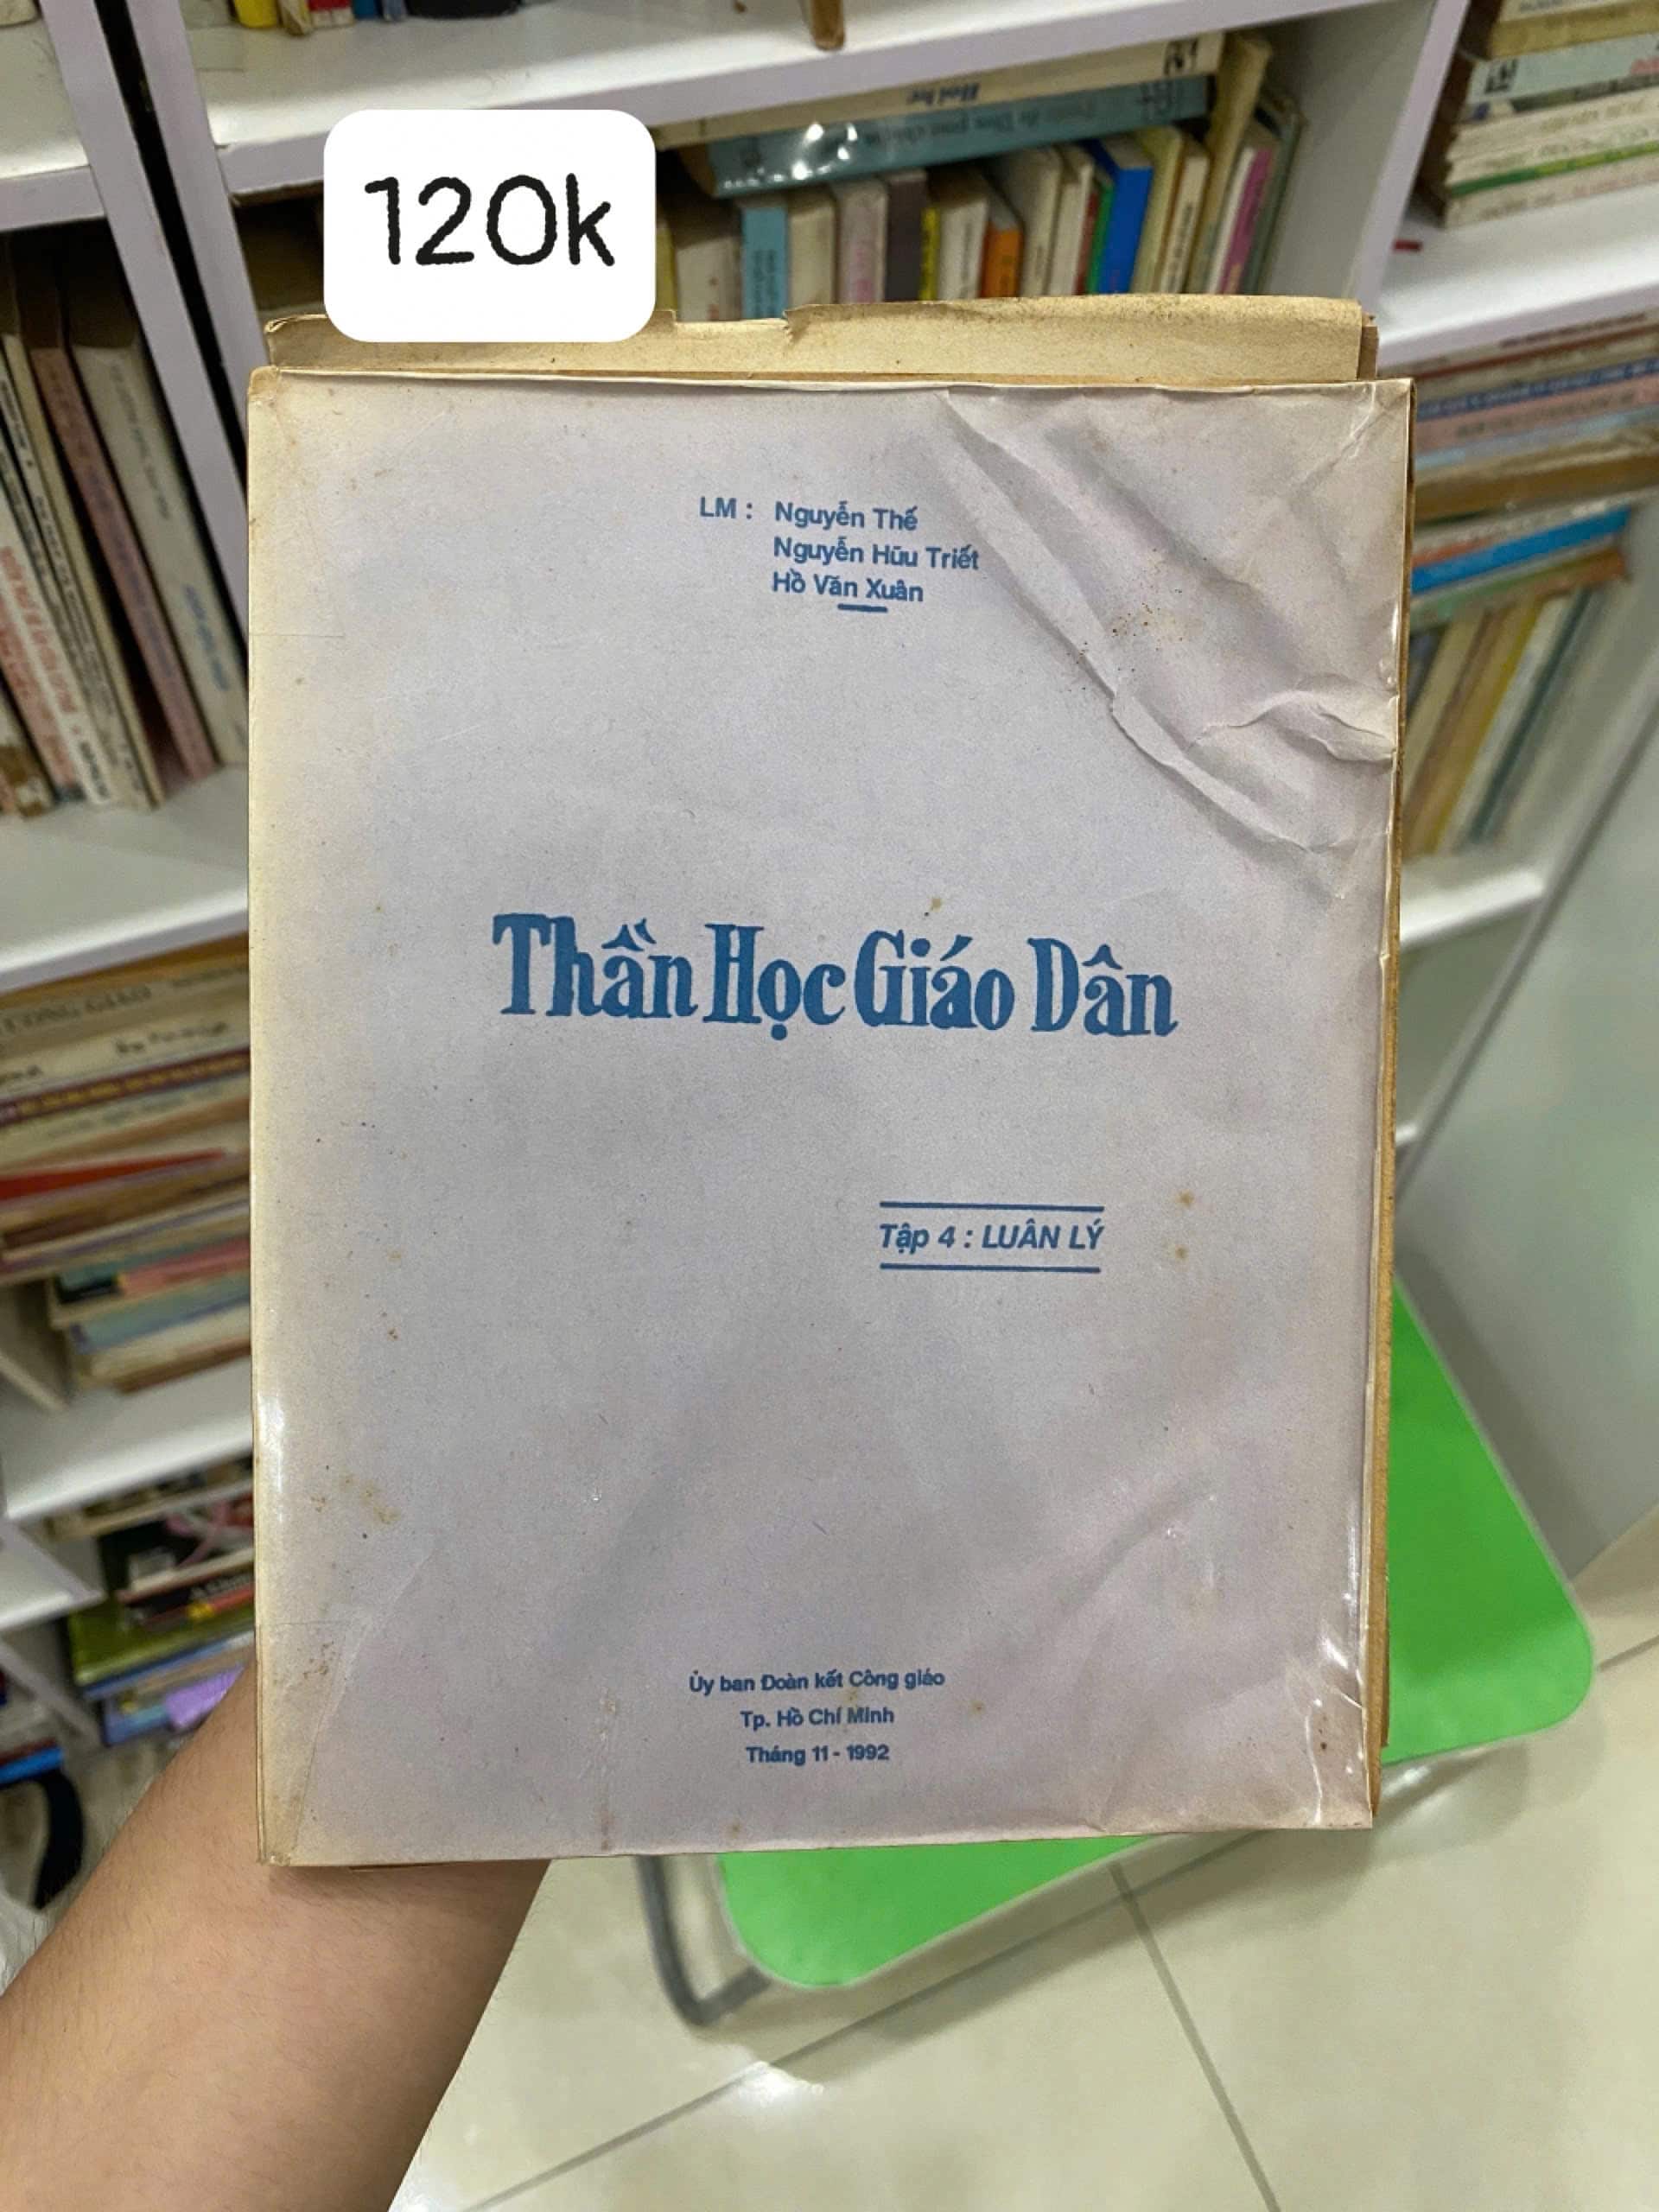 120k
LM : Nguyễn Thế
Nguyễn Hữu Triết
Hồ Văn Xuân
Thần Học Giáo Dân
Tập 4 : LUÂN LÝ
Ủy ban Đoàn kết Công giáo
Tp. Hồ Chí Minh
Tháng 11 - 1992